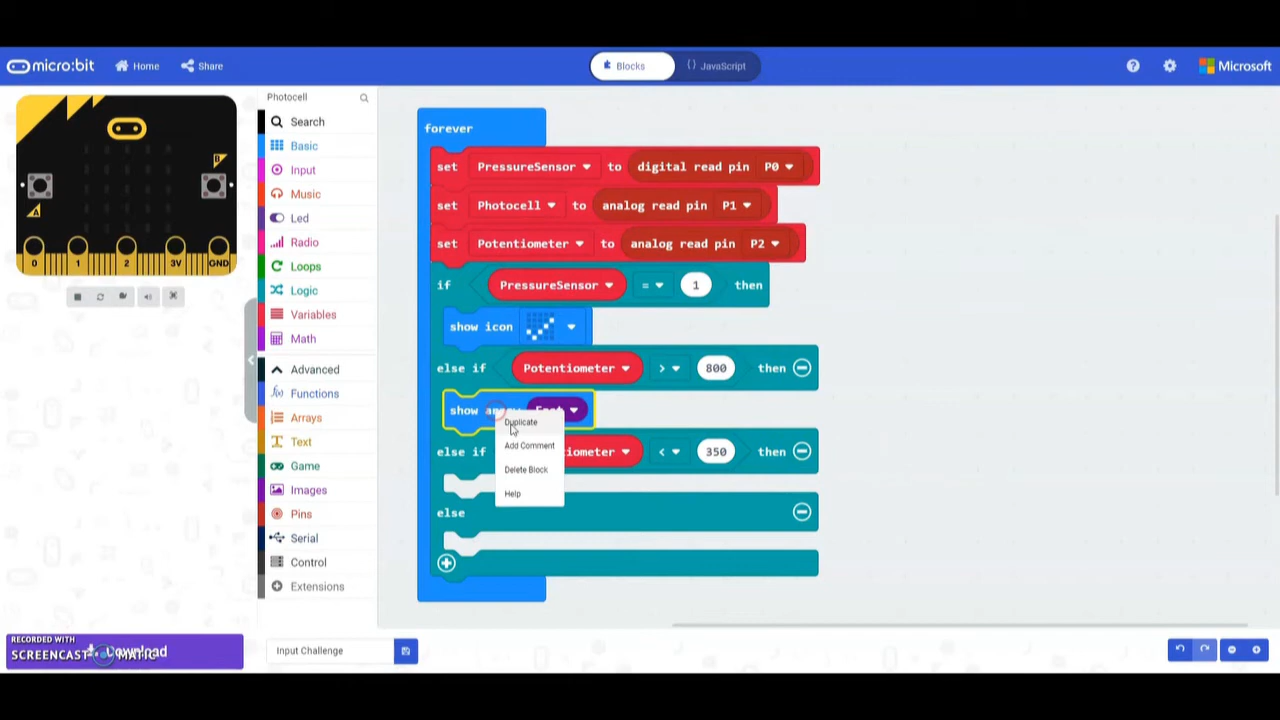 micro:bit Home Share Blocks {} JavaScript Microsoft
Photocell
Search
Basic
Input
Music
Led
Radio
Loops
Logic
Variables
Math
Advanced
Functions
Arrays
Text
Game
Images
Pins
Serial
Control
Extensions
A
B
0 1 2 3V GND
forever
set PressureSensor to digital read pin P0
set Photocell to analog read pin P1
set Potentiometer to analog read pin P2
if PressureSensor = 1 then
show icon
else if Potentiometer > 800 then
show
Duplicate
Add Comment
Delete Block
Help
else if < 350 then
else
RECORDED WITH
SCREENCAST MATIC
Download
Input Challenge